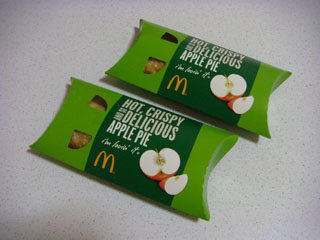 HOT, CRISPY
AND
DELICIOUS
APPLE PIE
i'm lovin' it
M
HOT, CRISPY
AND
DELICIOUS
APPLE PIE
i'm lovin' it
M